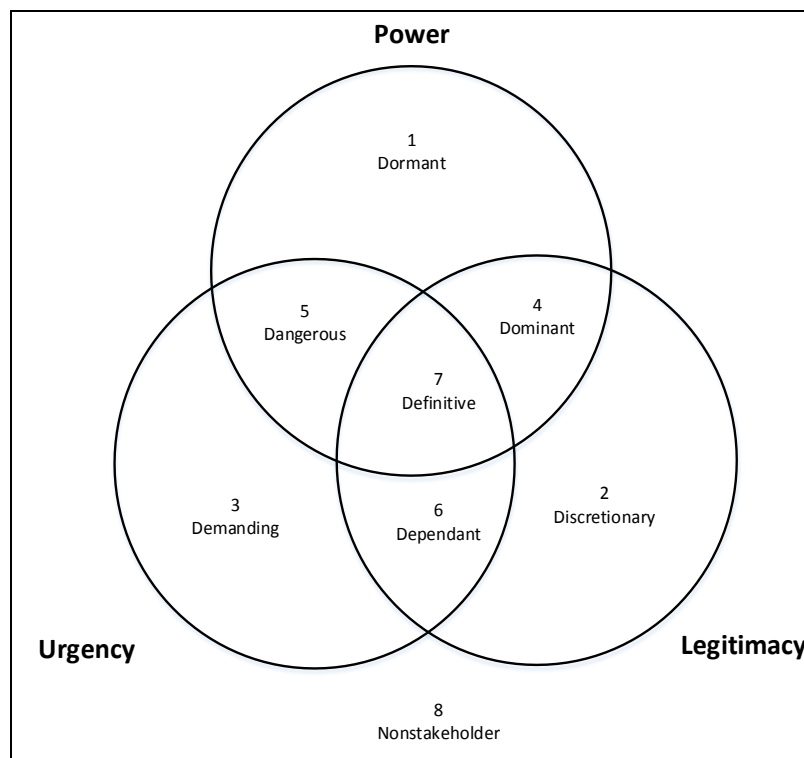 Power
1
Dormant
5
Dangerous
4
Dominant
7
Definitive
3
Demanding
6
Dependant
2
Discretionary
Urgency
Legitimacy
8
Nonstakeholder